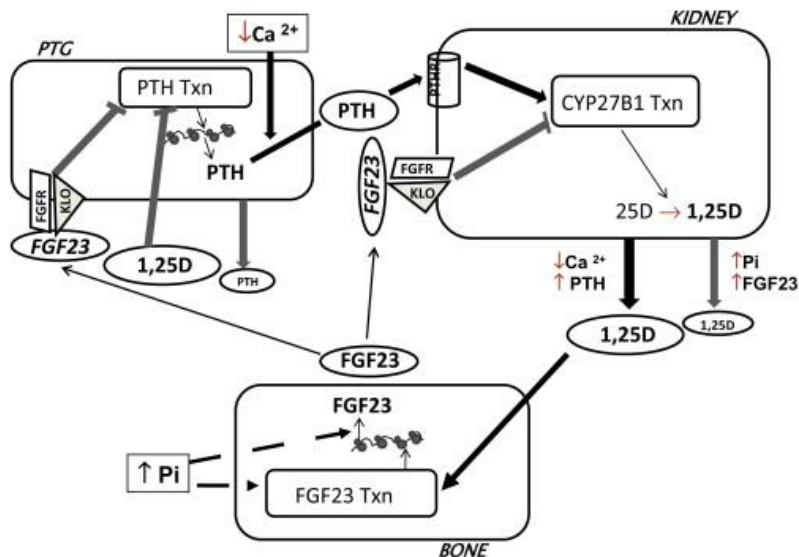 KIDNEY
↓Ca 2+
PTG
PTH Txn
PTHR
CYP27B1 Txn
PTH
PTH
FGF23
FGFR
KLO
FGFR
KLO
25D → 1,25D
FGF23
1,25D
PTH
↓Ca 2+
↑ PTH
↑Pi
↑FGF23
1,25D
1,25D
FGF23
FGF23
↑ Pi
FGF23 Txn
BONE